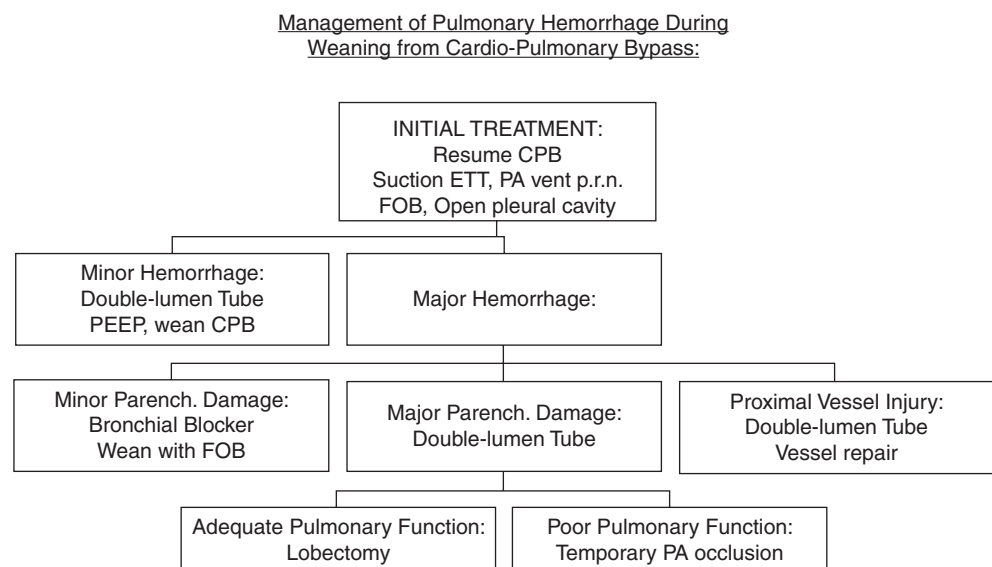 Management of Pulmonary Hemorrhage During
Weaning from Cardio-Pulmonary Bypass:
INITIAL TREATMENT:
Resume CPB
Suction ETT, PA vent p.r.n.
FOB, Open pleural cavity
Minor Hemorrhage:
Double-lumen Tube
PEEP, wean CPB
Major Hemorrhage:
Minor Parench. Damage:
Bronchial Blocker
Wean with FOB
Major Parench. Damage:
Double-lumen Tube
Proximal Vessel Injury:
Double-lumen Tube
Vessel repair
Adequate Pulmonary Function:
Lobectomy
Poor Pulmonary Function:
Temporary PA occlusion